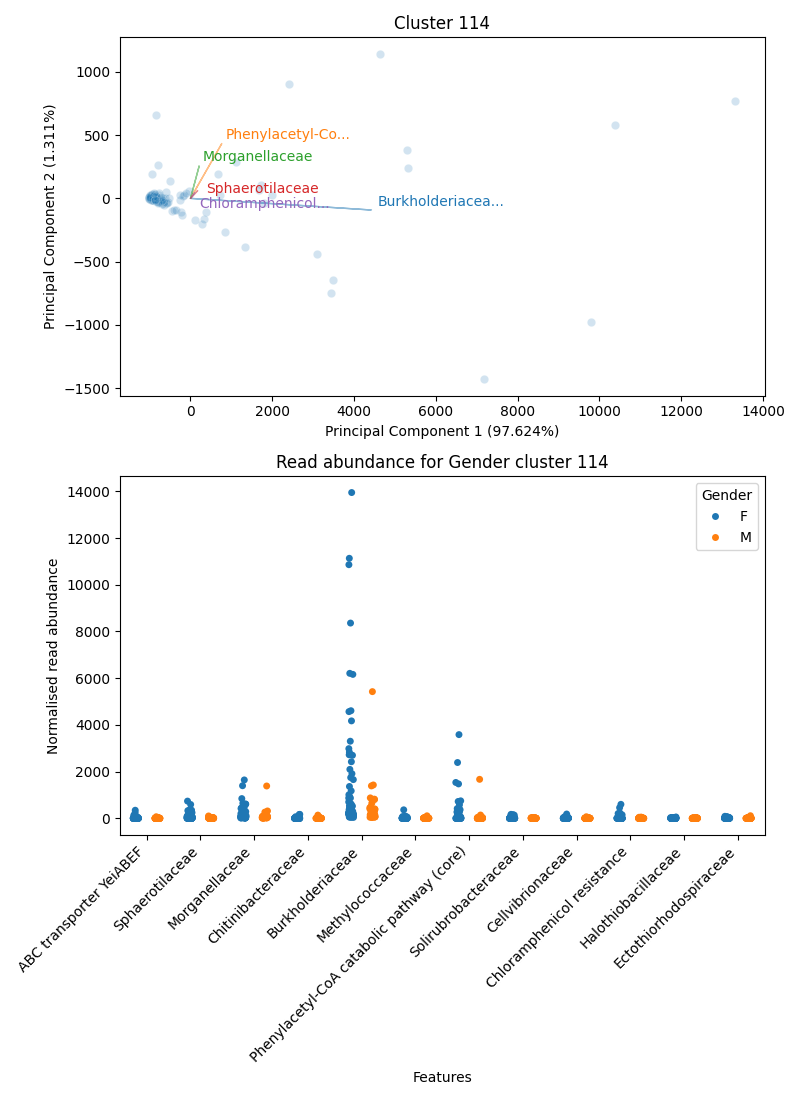 Cluster 114
1000
500
0
−500
−1000
−1500
Principal Component 2 (1.311%)
Phenylacetyl-Co...
Morganellaceae
Sphaerotilaceae
Chloramphenicol...
Burkholderiacea...
0
2000
4000
6000
8000
10000
12000
14000
Principal Component 1 (97.624%)
Read abundance for Gender cluster 114
14000
12000
10000
8000
6000
4000
2000
0
Normalised read abundance
Gender
F
M
ABC transporter YeiABEF
Sphaerotilaceae
Morganellaceae
Chitinibacteraceae
Burkholderiaceae
Methylococcaceae
Phenylacetyl-CoA catabolic pathway (core)
Solirubrobacteraceae
Cellvibrionaceae
Chloramphenicol resistance
Halothiobacillaceae
Ectothiorhodospiraceae
Features